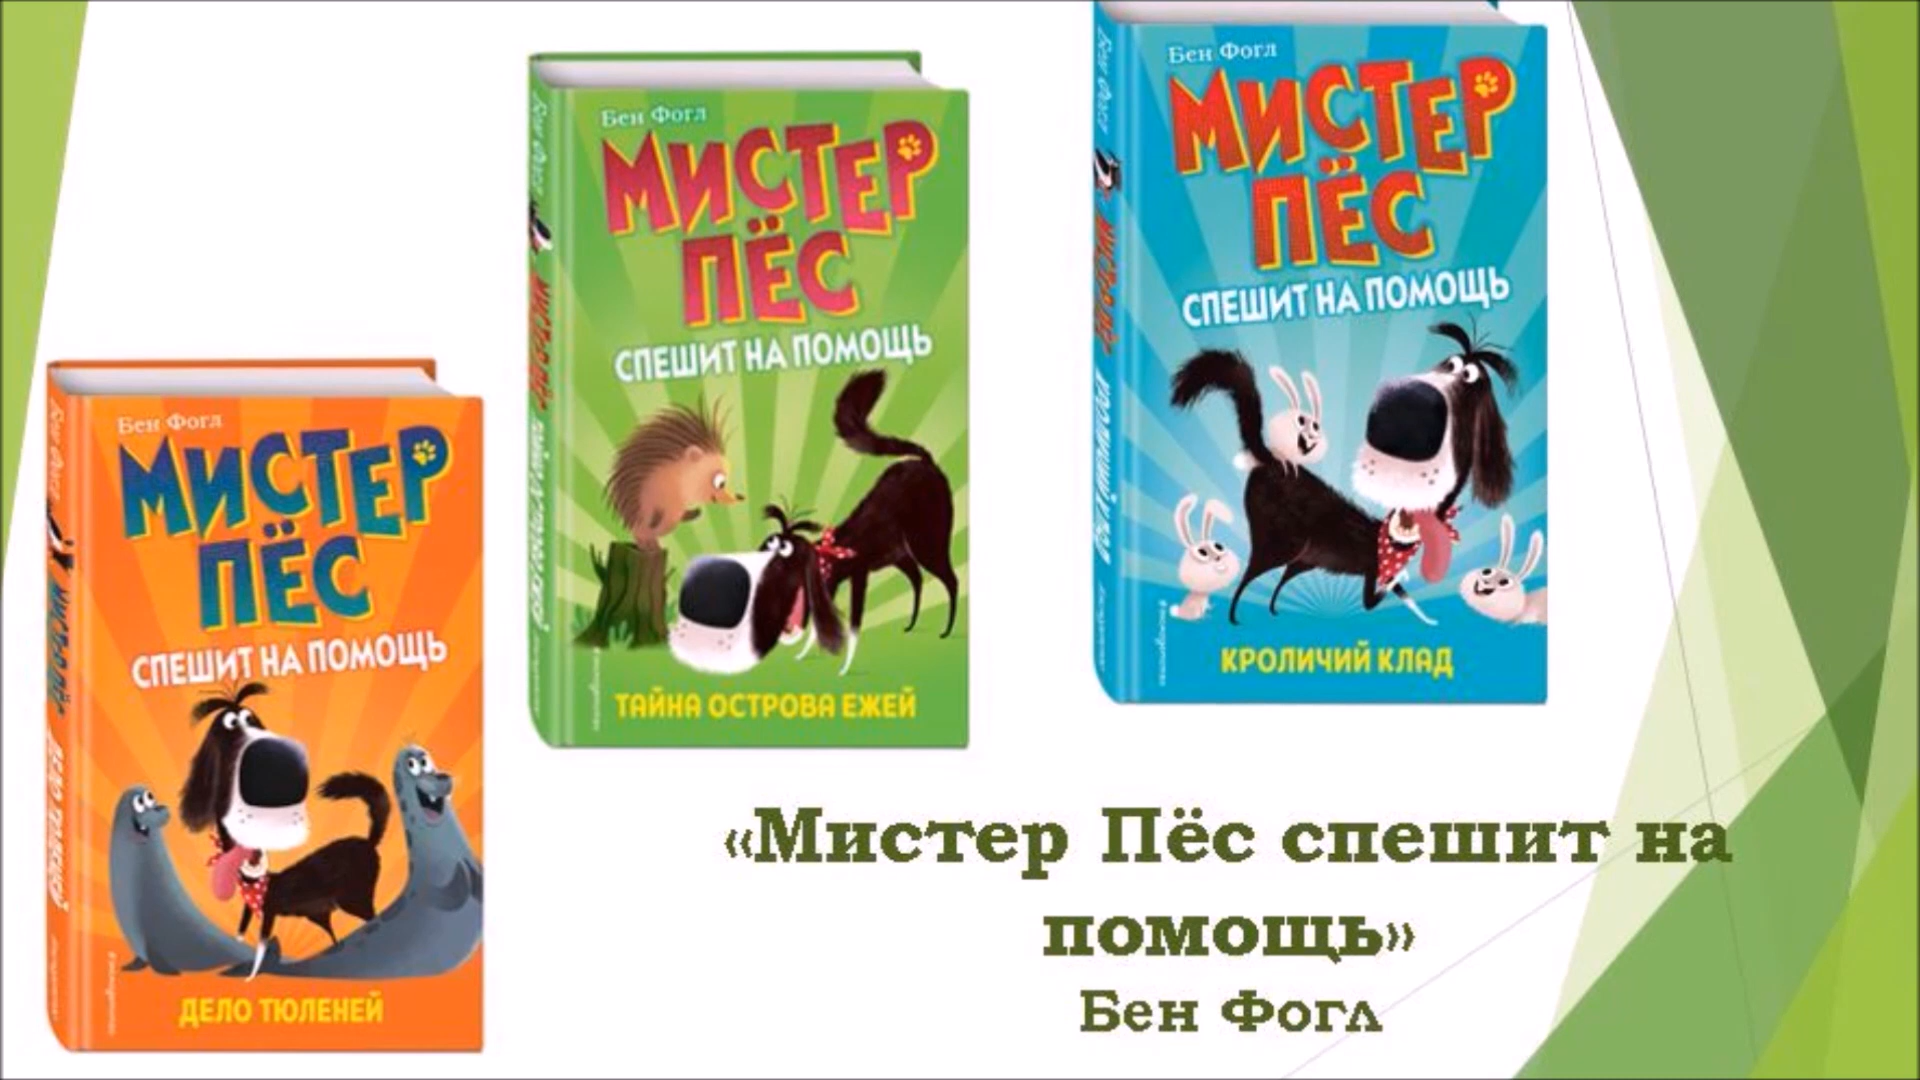 Бен Фогл
МИСТЕР
ПЁС
СПЕШИТ НА ПОМОЩЬ
ДЕЛО ТЮЛЕНЕЙ
Бен Фогл
МИСТЕР
ПЁС
СПЕШИТ НА ПОМОЩЬ
ТАЙНА ОСТРОВА ЕЖЕЙ
Бен Фогл
МИСТЕР
ПЁС
СПЕШИТ НА ПОМОЩЬ
КРОЛИЧИЙ КЛАД
«Мистер Пёс спешит на
помощь»
Бен Фогл